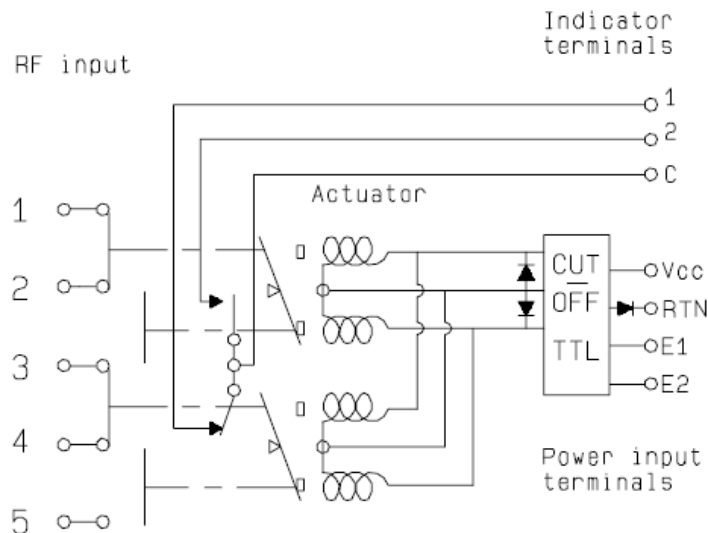 Indicator
terminals
RF input
1
2
C
Actuator
1
2
3
4
5
CUT
OFF
TTL
Vcc
RTN
E1
E2
Power input
terminals